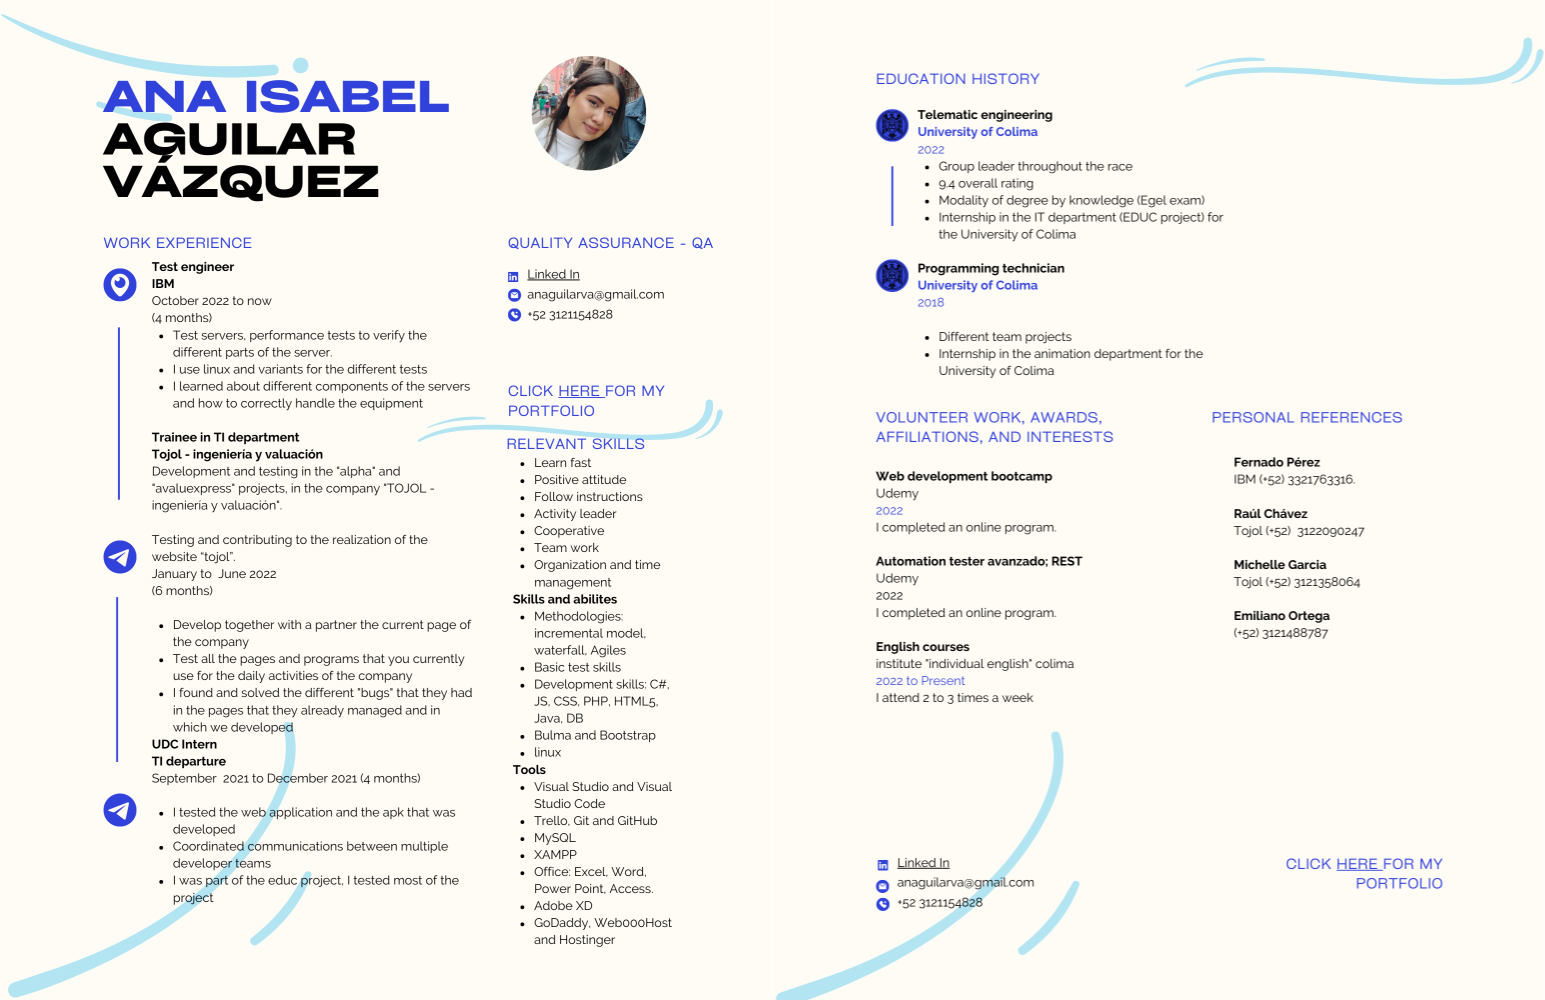 ANA ISABEL
AGUILAR
VÁZQUEZ
WORK EXPERIENCE
Test engineer
IBM
October 2022 to now
(4 months)
• Test servers, performance tests to verify the
different parts of the server.
• I use linux and variants for the different tests
• I learned about different components of the servers
and how to correctly handle the equipment
Trainee in TI department
Tojol - ingeniería y valuación
Development and testing in the "alpha" and
"avaluexpress" projects, in the company "TOJOL -
ingeniería y valuación".
Testing and contributing to the realization of the
website “tojol”.
January to June 2022
(6 months)
• Develop together with a partner the current page of
the company
• Test all the pages and programs that you currently
use for the daily activities of the company
• I found and solved the different "bugs" that they had
in the pages that they already managed and in
which we developed
UDC Intern
TI departure
September 2021 to December 2021 (4 months)
• I tested the web application and the apk that was
developed
• Coordinated communications between multiple
developer teams
• I was part of the educ project, I tested most of the
project
QUALITY ASSURANCE - QA
in Linked In
anaguilarva@gmail.com
+52 3121154828
CLICK HERE FOR MY
PORTFOLIO
RELEVANT SKILLS
• Learn fast
• Positive attitude
• Follow instructions
• Activity leader
• Cooperative
• Team work
• Organization and time
management
Skills and abilites
• Methodologies:
incremental model,
waterfall, Agiles
• Basic test skills
• Development skills: C#,
JS, CSS, PHP, HTML5,
Java, DB
• Bulma and Bootstrap
• linux
Tools
• Visual Studio and Visual
Studio Code
• Trello, Git and GitHub
• MySQL
• XAMPP
• Office: Excel, Word,
Power Point, Access.
• Adobe XD
• GoDaddy, Web000Host
and Hostinger
EDUCATION HISTORY
Telematic engineering
University of Colima
2022
• Group leader throughout the race
• 9.4 overall rating
• Modality of degree by knowledge (Egel exam)
• Internship in the IT department (EDUC project) for
the University of Colima
Programming technician
University of Colima
2018
• Different team projects
• Internship in the animation department for the
University of Colima
VOLUNTEER WORK, AWARDS,
AFFILIATIONS, AND INTERESTS
Web development bootcamp
Udemy
2022
I completed an online program.
Automation tester avanzado; REST
Udemy
2022
I completed an online program.
English courses
institute "individual english" colima
2022 to Present
I attend 2 to 3 times a week
PERSONAL REFERENCES
Fernado Pérez
IBM (+52) 3321763316.
Raúl Chávez
Tojol (+52) 3122090247
Michelle Garcia
Tojol (+52) 3121358064
Emiliano Ortega
(+52) 3121488787
in Linked In
anaguilarva@gmail.com
+52 3121154828
CLICK HERE FOR MY
PORTFOLIO